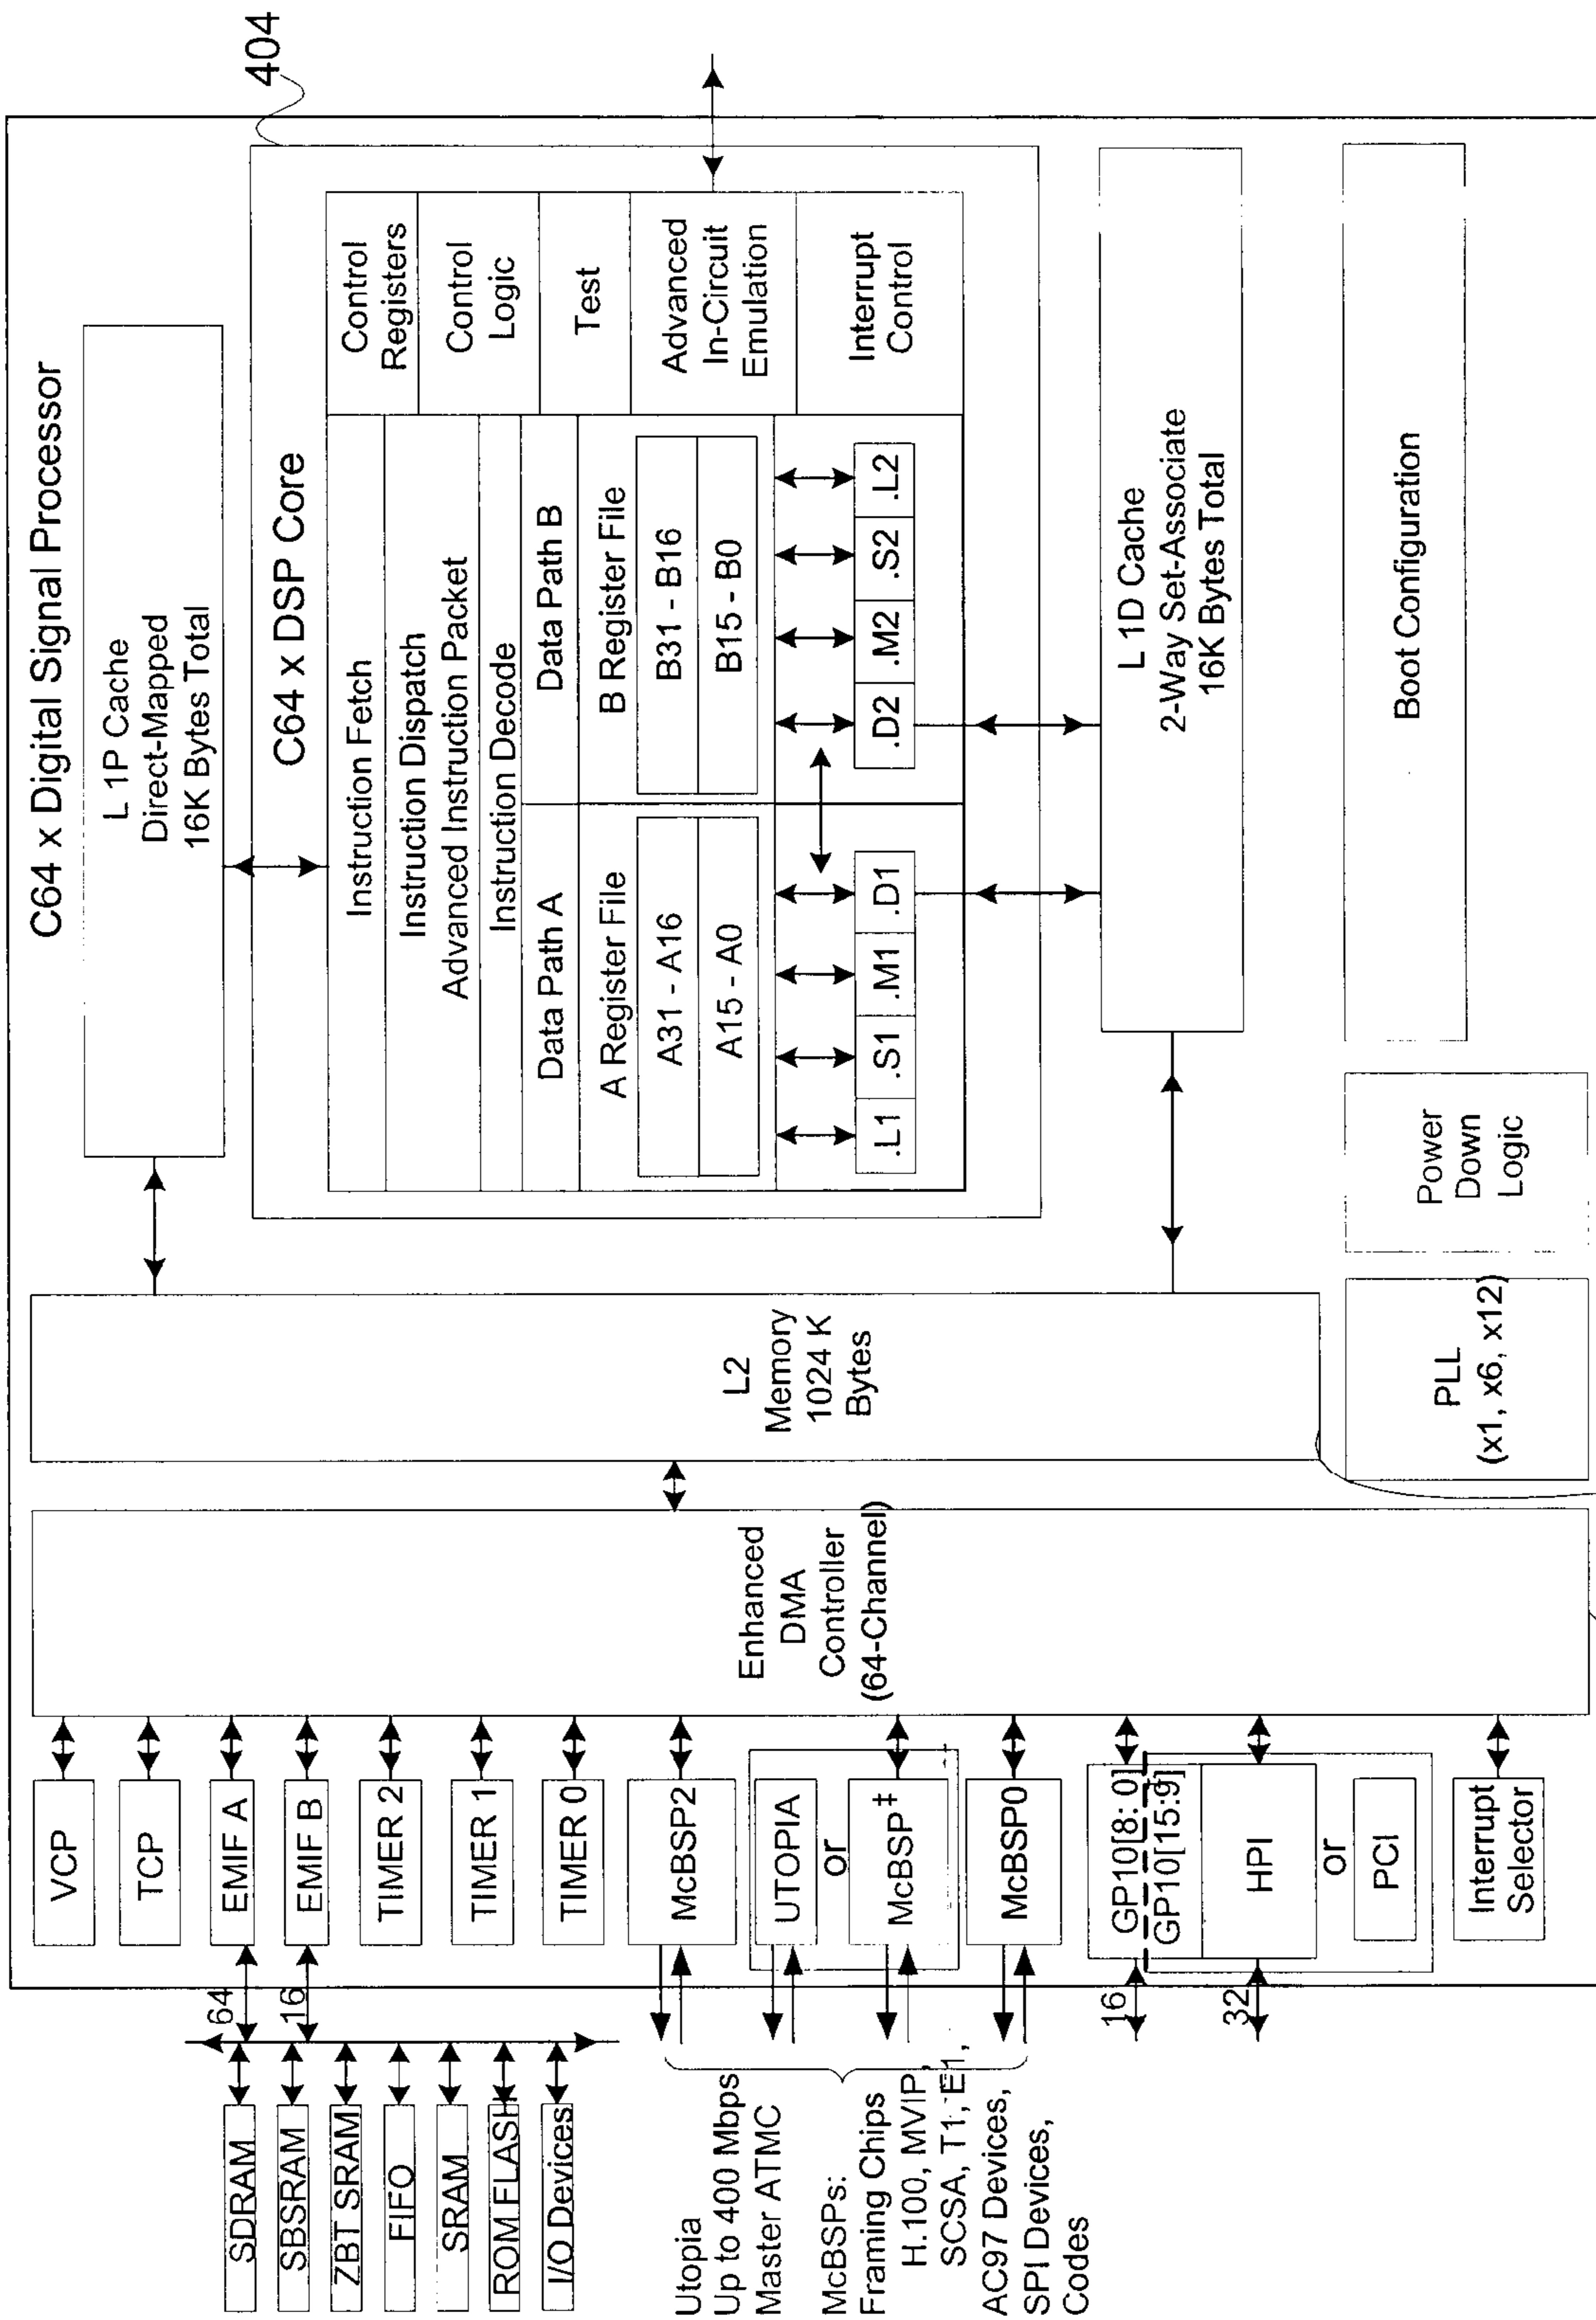 C64 x Digital Signal Processor
404
SDRAM
SBSRAM
ZBT SRAM
FIFO
SRAM
ROM FLASH
I/O Devices
64
16
Utopia
Up to 400 Mbps
Master ATMC
McBSPs:
Framing Chips
H.100, MVIP,
SCSA, T1, E1,
AC97 Devices,
SPI Devices,
Codes
16
32
VCP
TCP
EMIF A
EMIF B
TIMER 2
TIMER 1
TIMER 0
McBSP2
UTOPIA
or
McBSP‡
McBSP0
GP10[8: 0]
GP10[15:9]
HPI
or
PCI
Interrupt
Selector
Enhanced
DMA
Controller
(64-Channel)
L2
Memory
1024 K
Bytes
PLL
(x1, x6, x12)
Power
Down
Logic
L 1P Cache
Direct-Mapped
16K Bytes Total
C64 x DSP Core
Instruction Fetch
Instruction Dispatch
Advanced Instruction Packet
Instruction Decode
Data Path A
Data Path B
A Register File
B Register File
A31 - A16
B31 - B16
A15 - A0
B15 - B0
.L1 .S1 .M1 .D1
.D2 .M2 .S2 .L2
Control
Registers
Control
Logic
Test
Advanced
In-Circuit
Emulation
Interrupt
Control
L 1D Cache
2-Way Set-Associate
16K Bytes Total
Boot Configuration